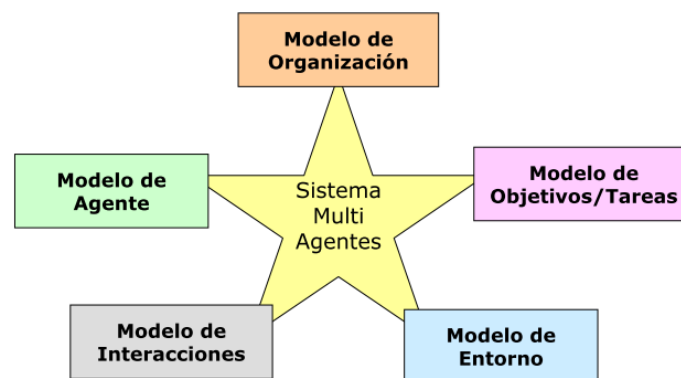 Modelo de
Organización
Modelo de
Agente
Modelo de
Objetivos/Tareas
Sistema
Multi
Agentes
Modelo de
Interacciones
Modelo de
Entorno